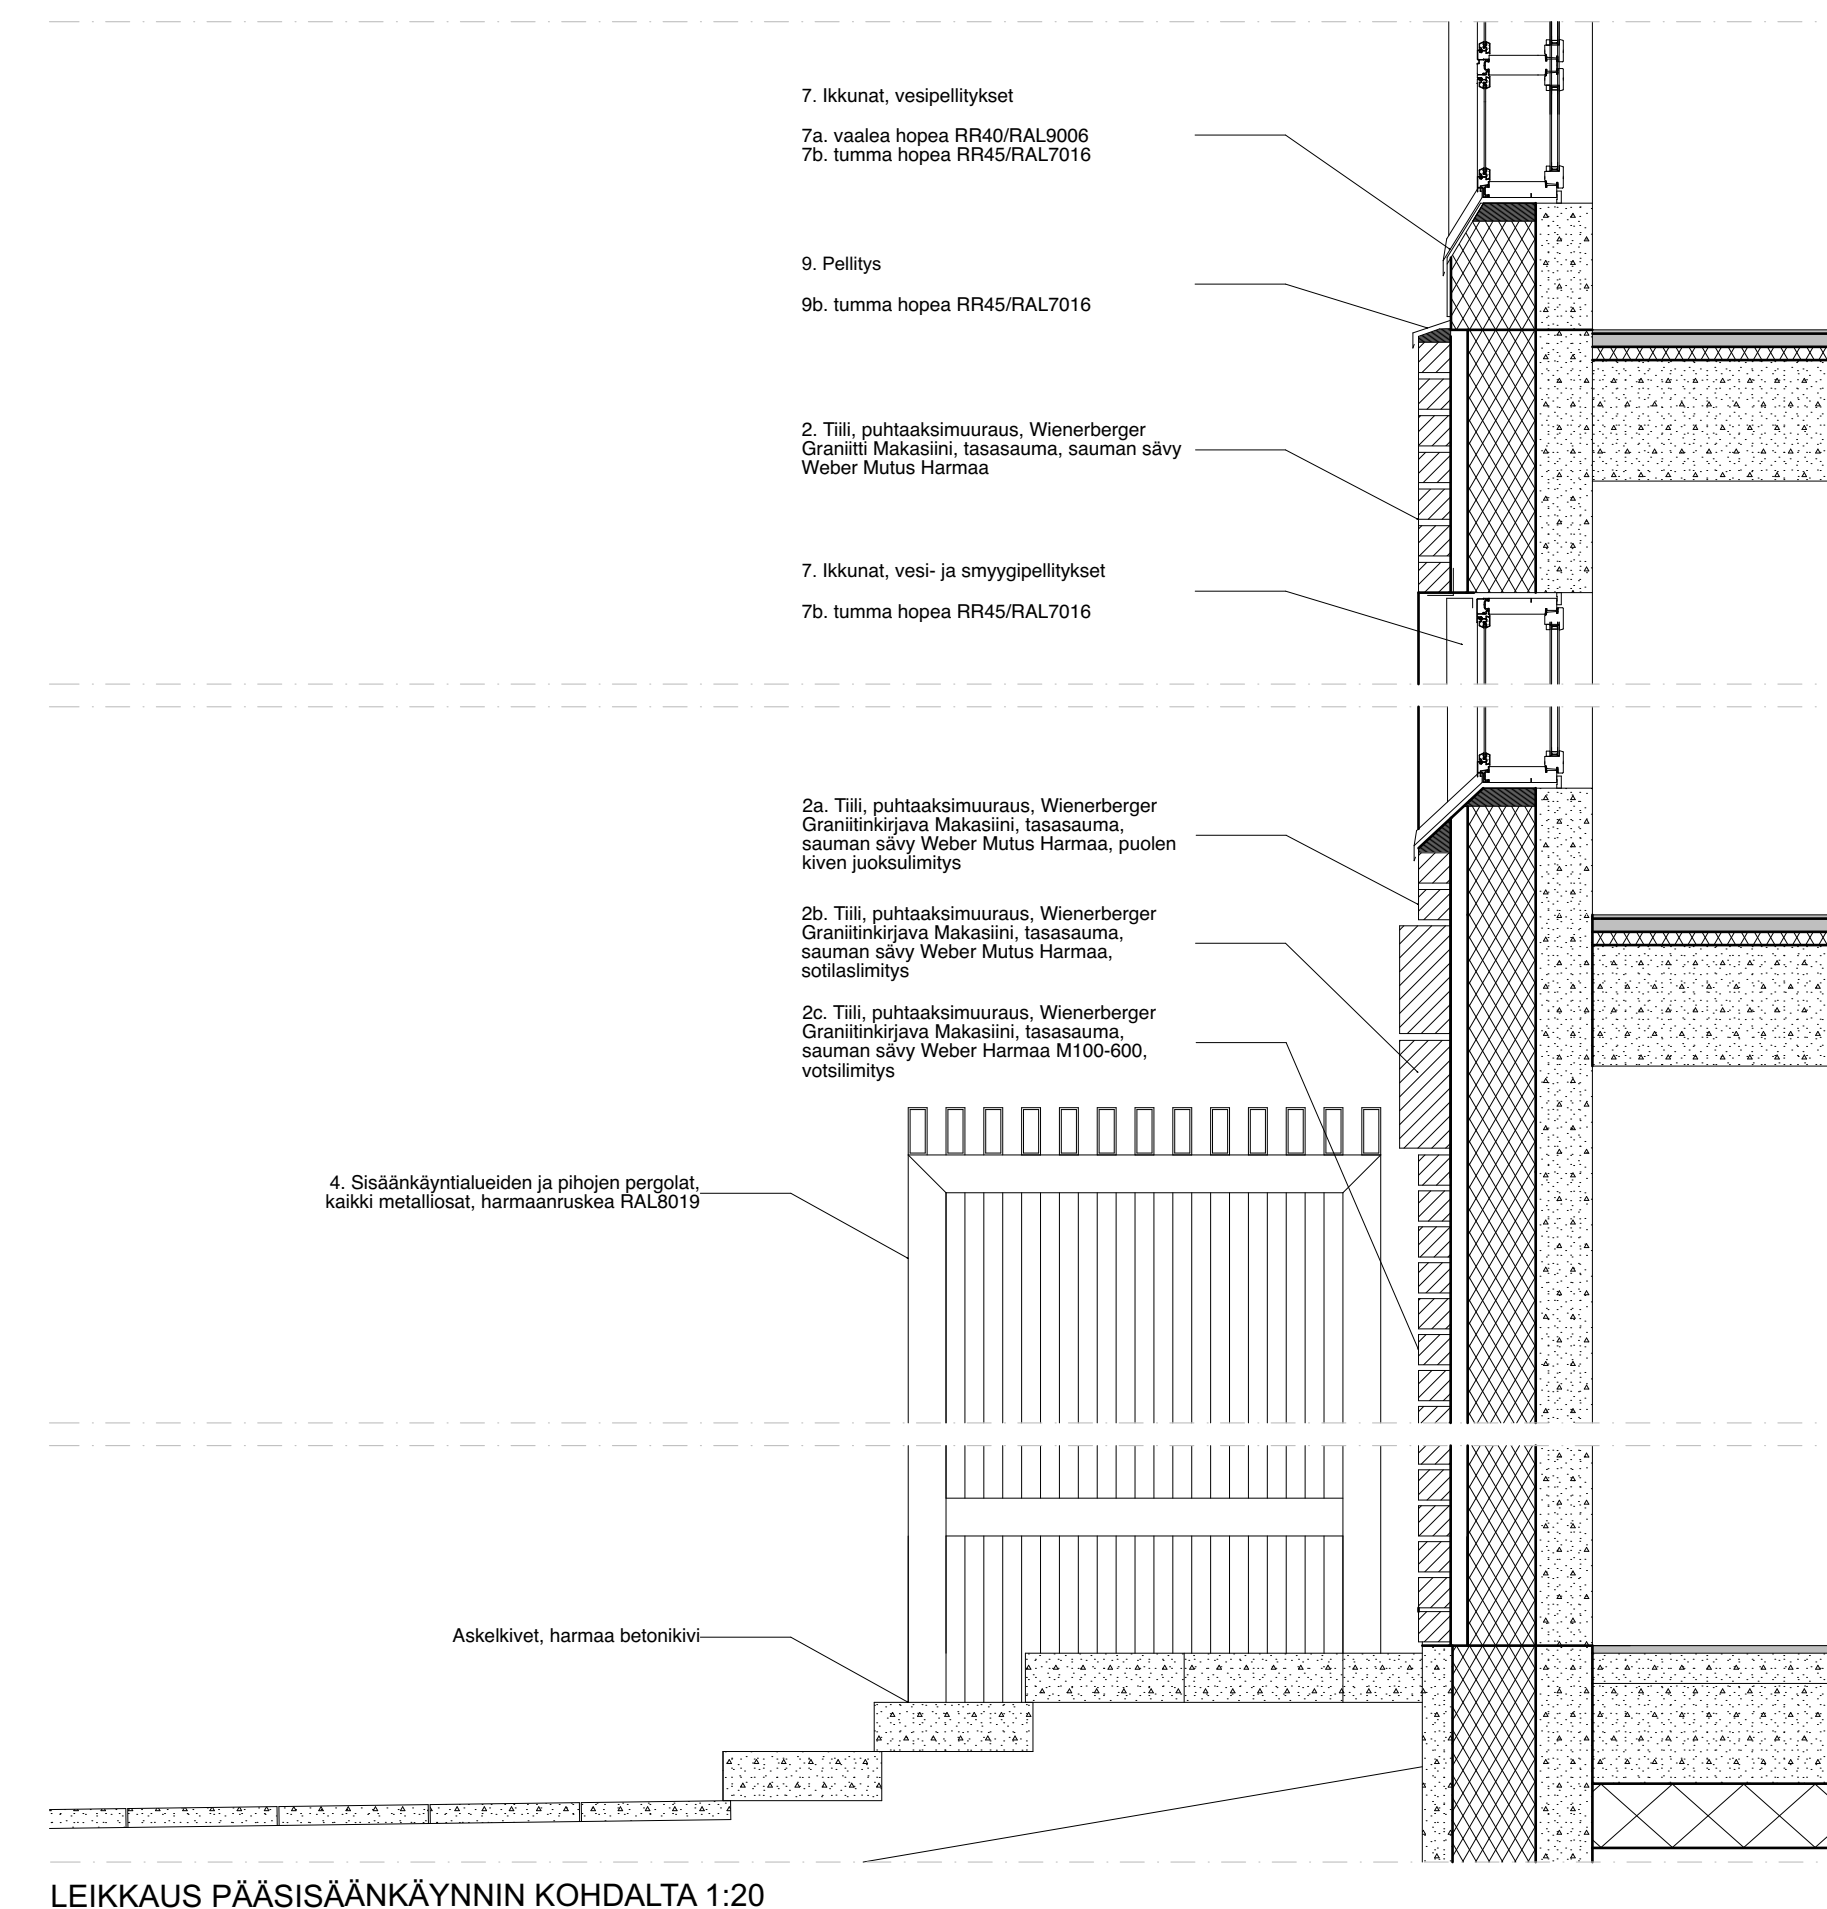 7. Ikkunat, vesipellitykset
7a. vaalea hopea RR40/RAL9006
7b. tumma hopea RR45/RAL7016
9. Pellitys
9b. tumma hopea RR45/RAL7016
2. Tiili, puhtaaksimuuraus, Wienerberger
Graniitti Makasiini, tasasauma, sauman sävy
Weber Mutus Harmaa
7. Ikkunat, vesi- ja smyygipellitykset
7b. tumma hopea RR45/RAL7016
2a. Tiili, puhtaaksimuuraus, Wienerberger
Graniitinkirjava Makasiini, tasasauma,
sauman sävy Weber Mutus Harmaa, puolen
kiven juoksulimitys
2b. Tiili, puhtaaksimuuraus, Wienerberger
Graniitinkirjava Makasiini, tasasauma,
sauman sävy Weber Mutus Harmaa,
sotilaslimitys
2c. Tiili, puhtaaksimuuraus, Wienerberger
Graniitinkirjava Makasiini, tasasauma,
sauman sävy Weber Harmaa M100-600,
votsilimitys
4. Sisäänkäyntialueiden ja pihojen pergolat,
kaikki metalliosat, harmaanruskea RAL8019
Askelkivet, harmaa betonikivi
LEIKKAUS PÄÄSISÄÄNKÄYNNIN KOHDALTA 1:20